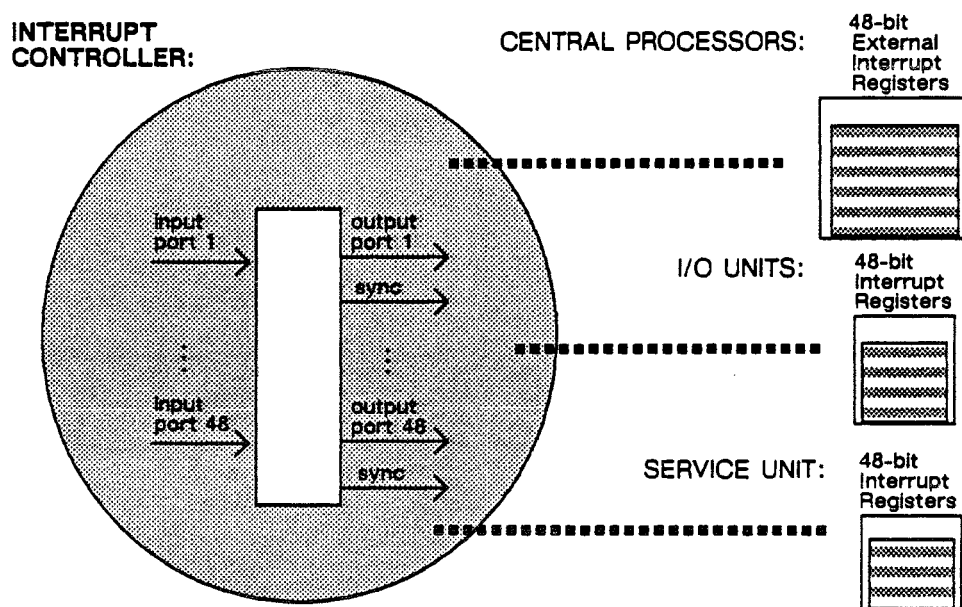 INTERRUPT
CONTROLLER:
CENTRAL PROCESSORS:
48-bit
External
Interrupt
Registers
input
port 1
output
port 1
sync
I/O UNITS:
48-bit
Interrupt
Registers
input
port 48
output
port 48
sync
SERVICE UNIT:
48-bit
Interrupt
Registers